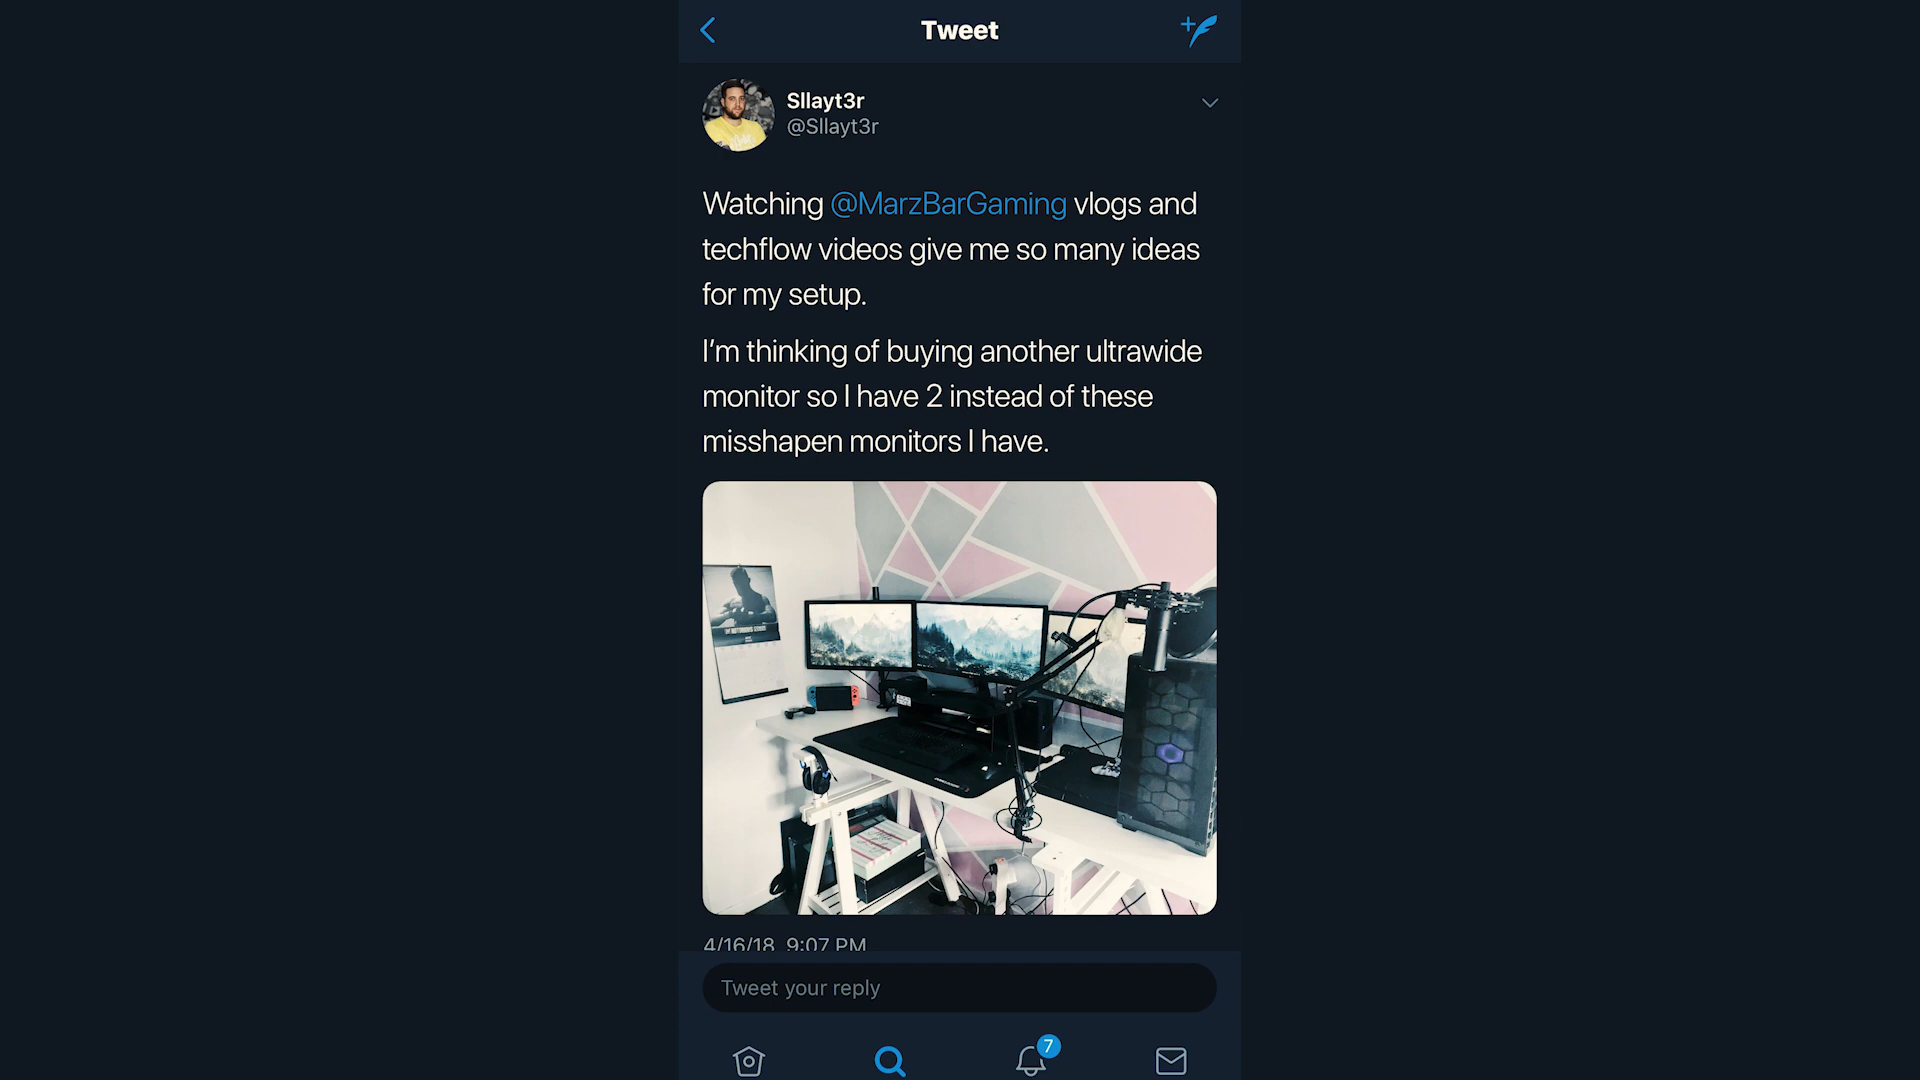 Tweet
Sllayt3r
@Sllayt3r
Watching @MarzBarGaming vlogs and
techflow videos give me so many ideas
for my setup.
I'm thinking of buying another ultrawide
monitor so I have 2 instead of these
misshapen monitors I have.
4/16/18 9:07 PM
Tweet your reply
7